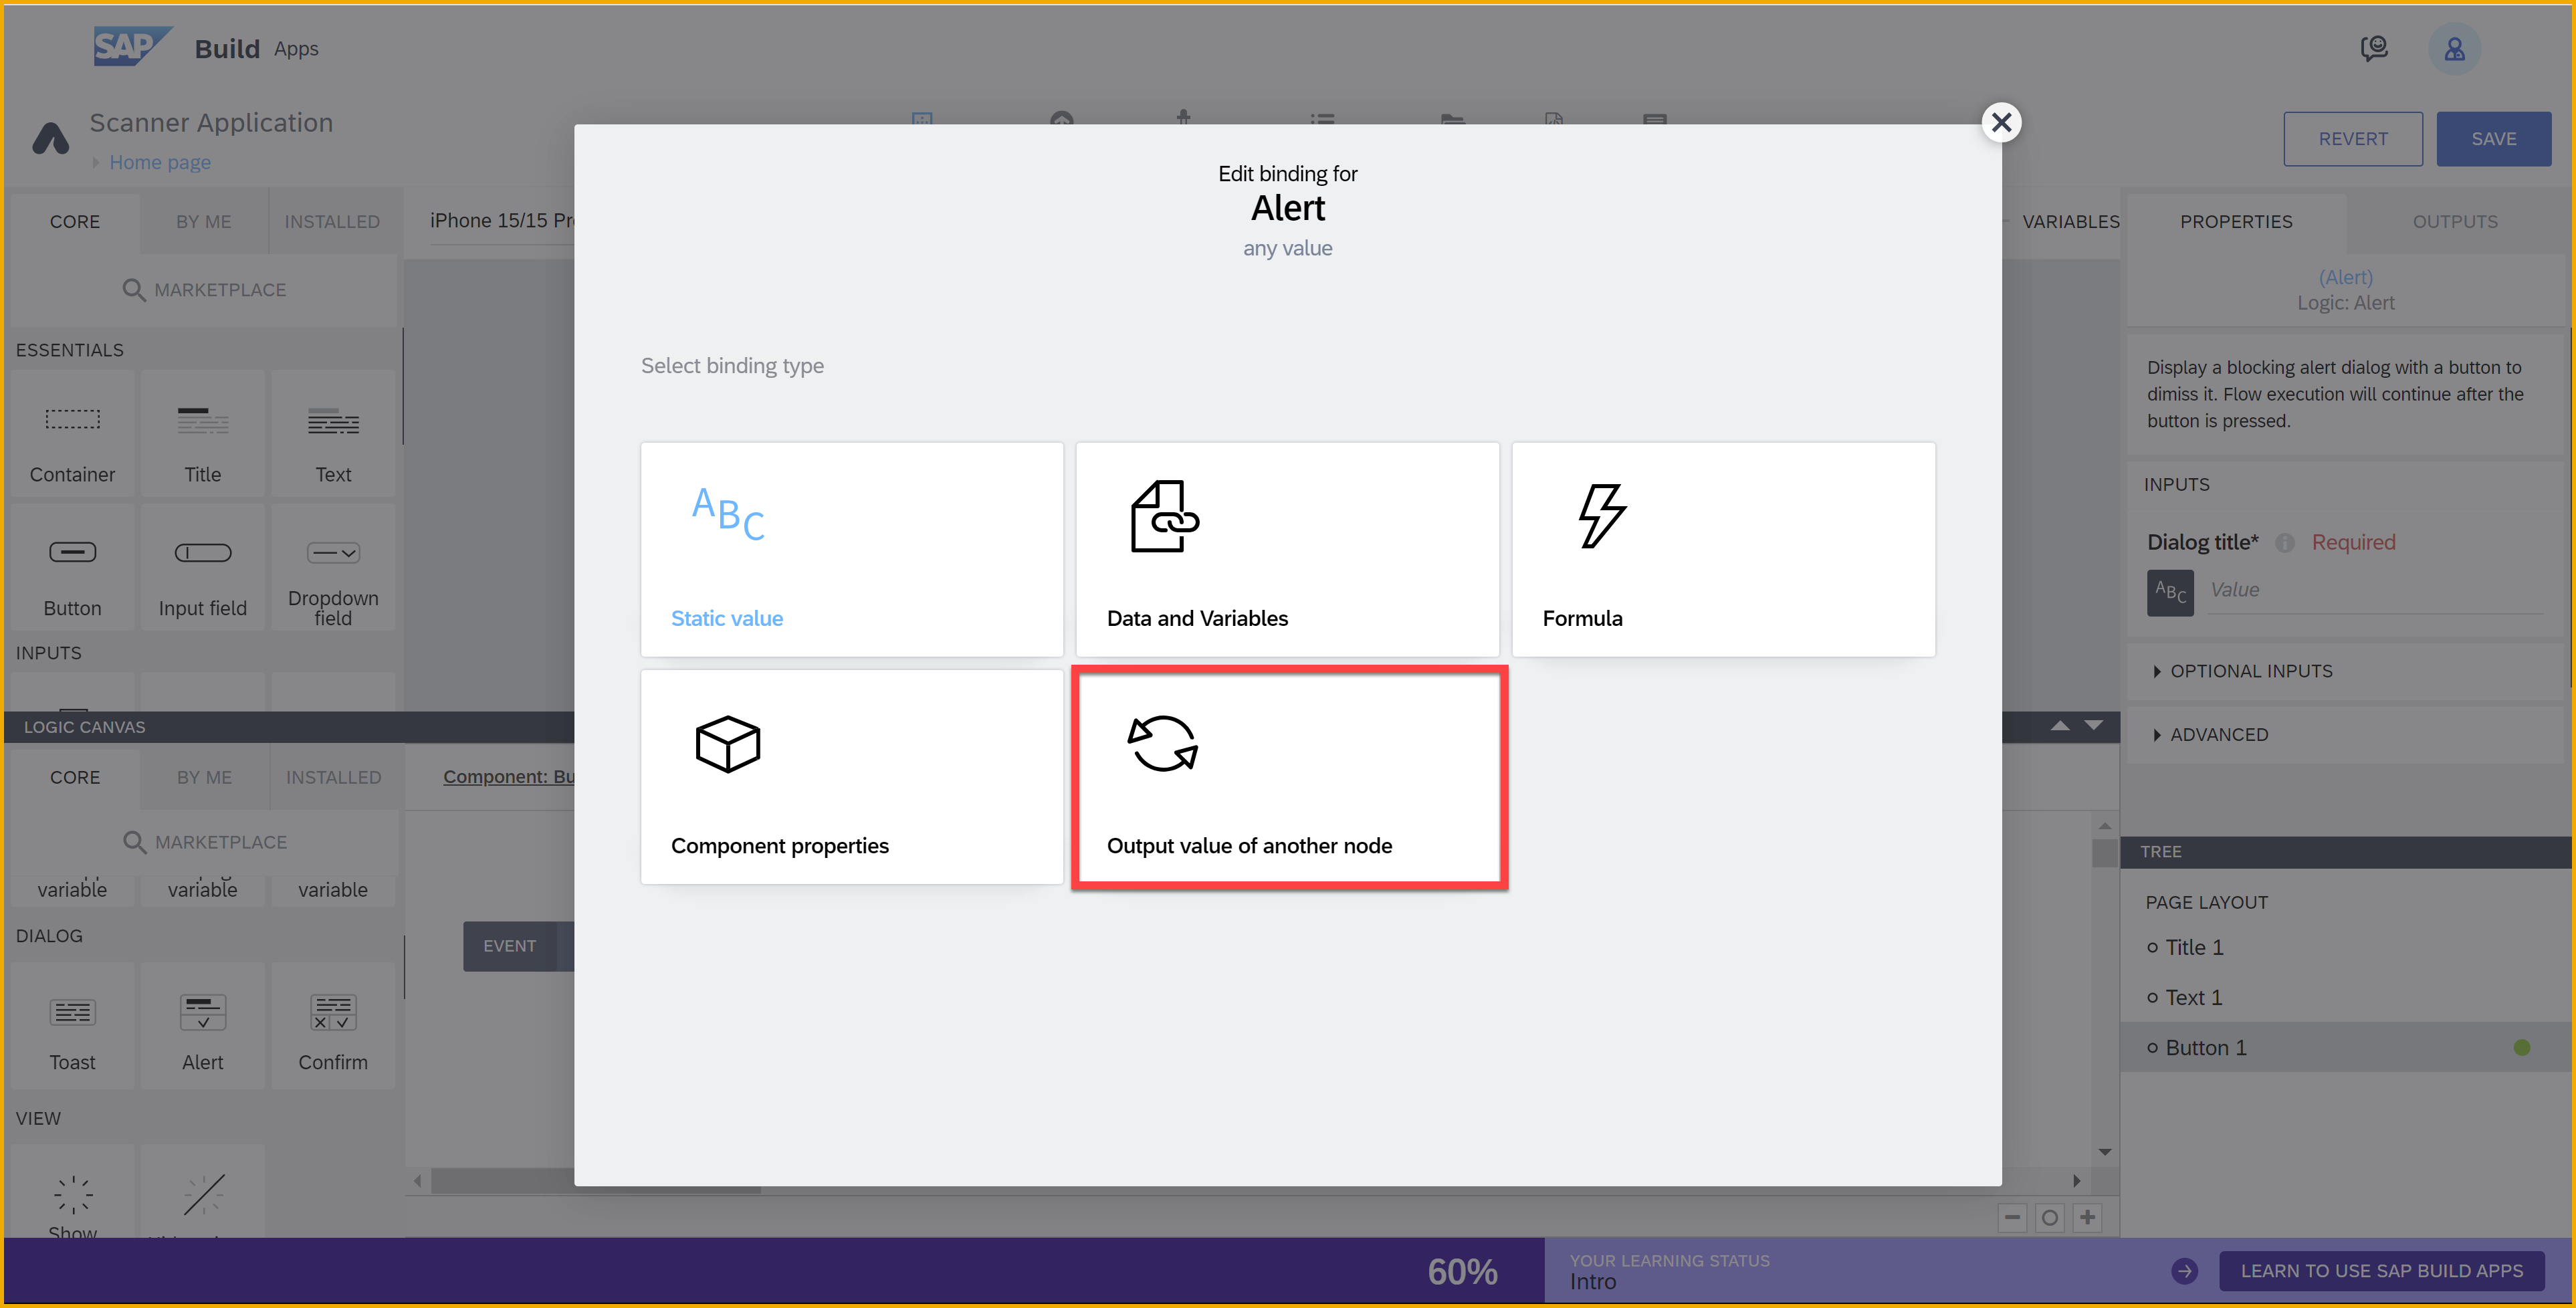 SAP Build Apps
Scanner Application
Home page
REVERT
SAVE
CORE
BY ME
INSTALLED
MARKETPLACE
ESSENTIALS
Container
Title
Text
Button
Input field
Dropdown
field
INPUTS
iPhone 15/15 Pr
Edit binding for
Alert
any value
Select binding type
ABC
Static value
Data and Variables
Formula
Component properties
Output value of another node
VARIABLES
PROPERTIES
OUTPUTS
(Alert)
Logic: Alert
Display a blocking alert dialog with a button to
dimiss it. Flow execution will continue after the
button is pressed.
INPUTS
Dialog title* Required
ABC Value
OPTIONAL INPUTS
ADVANCED
LOGIC CANVAS
CORE
BY ME
INSTALLED
MARKETPLACE
variable
variable
variable
DIALOG
Toast
Alert
Confirm
VIEW
Show
Component: Bu
EVENT
TREE
PAGE LAYOUT
Title 1
Text 1
Button 1
60%
YOUR LEARNING STATUS
Intro
LEARN TO USE SAP BUILD APPS